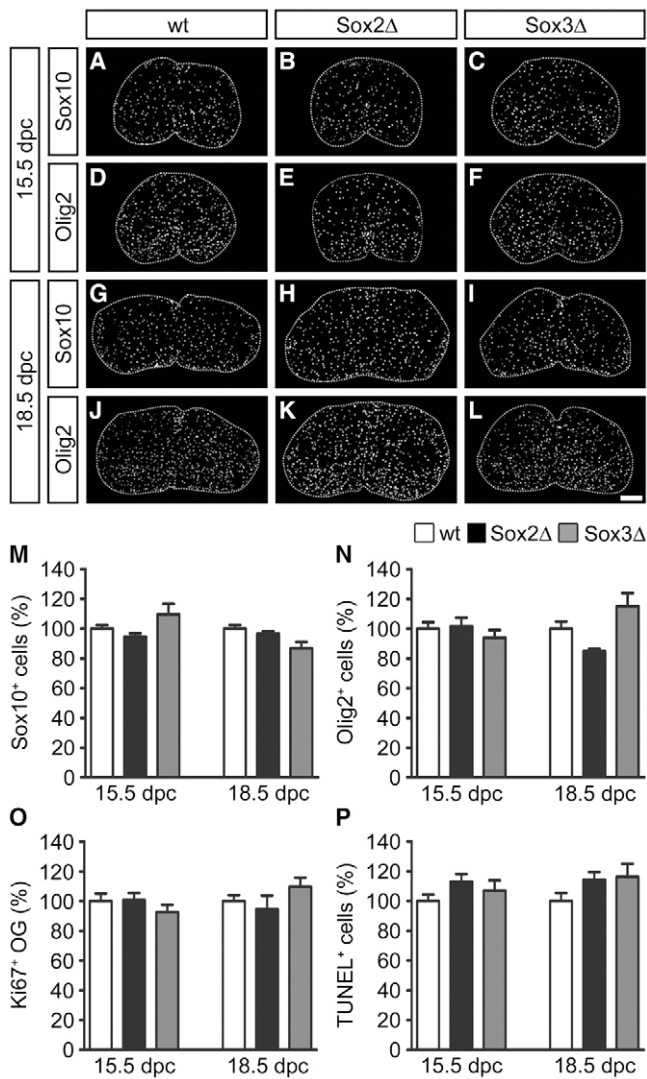 wt Sox2Δ Sox3Δ
15.5 dpc
Sox10
A B C
Olig2
D E F
18.5 dpc
Sox10
G H I
Olig2
J K L
wt Sox2Δ Sox3Δ
M
Sox10+ cells (%)
140
120
100
80
60
40
20
0
15.5 dpc 18.5 dpc
N
Olig2+ cells (%)
140
120
100
80
60
40
20
0
15.5 dpc 18.5 dpc
O
Ki67+ OG (%)
140
120
100
80
60
40
20
0
15.5 dpc 18.5 dpc
P
TUNEL+ cells (%)
140
120
100
80
60
40
20
0
15.5 dpc 18.5 dpc